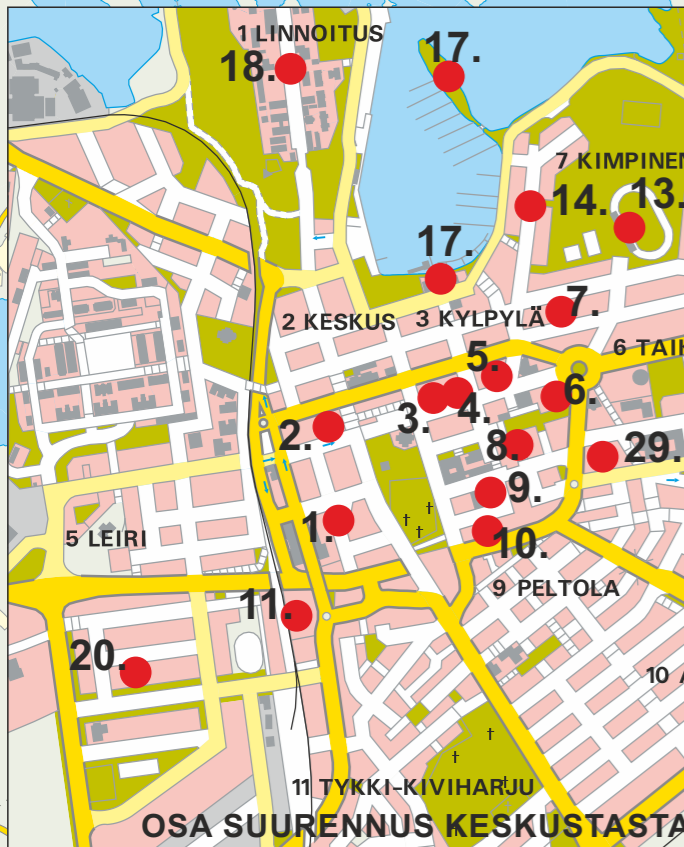 1 LINNOITUS
17.
18.
7 KIMPINEN
14.
13.
17.
7.
2 KESKUS
3 KYLPYLÄ
6 TAIH
5.
6.
3.
4.
2.
8.
29.
9.
1.
10.
5 LEIRI
9 PELTOLA
11.
20.
10 A
11 TYKKI-KIVIHARJU
OSA SUURENNUS KESKUSTASTA